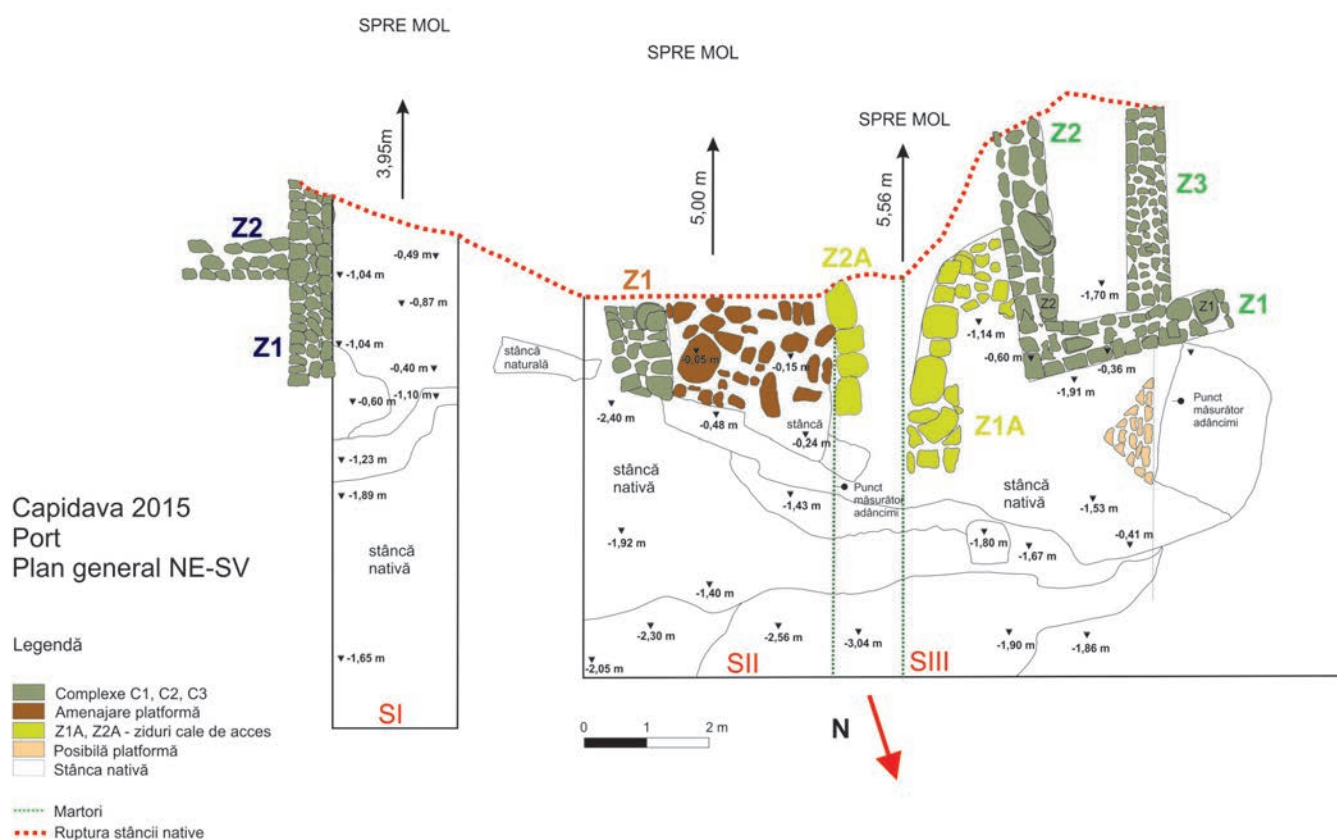 SPRE MOL
SPRE MOL
SPRE MOL
3,95m
5,00 m
5,56 m
Z2
Z1
-0,49 m
-1,04 m
-0,87 m
-1,04 m
-0,40 m
-1,10 m
-0,60 m
-1,23 m
-1,89 m
stâncă
nativă
-1,65 m
SI
stâncă
naturală
Z1
Z2A
-0,05 m
-0,15 m
-2,40 m
-0,48 m
stâncă
-0,24 m
stâncă
nativă
Punct
măsurător
adâncimi
-1,43 m
-1,92 m
-1,40 m
-2,30 m
-2,56 m
-3,04 m
-2,05 m
SII
SIII
Z2
Z3
Z2
-1,70 m
Z1
Z1
-1,14 m
-0,60 m
-0,36 m
-1,91 m
Z1A
Punct
măsurător
adâncimi
stâncă
nativă
-1,53 m
-0,41 m
-1,80 m
-1,67 m
-1,90 m
-1,86 m
Capidava 2015
Port
Plan general NE-SV
Legendă
Complexe C1, C2, C3
Amenajare platformă
Z1A, Z2A - ziduri cale de acces
Posibilă platformă
Stânca nativă
Martori
Ruptura stâncii native
0 1 2 m
N